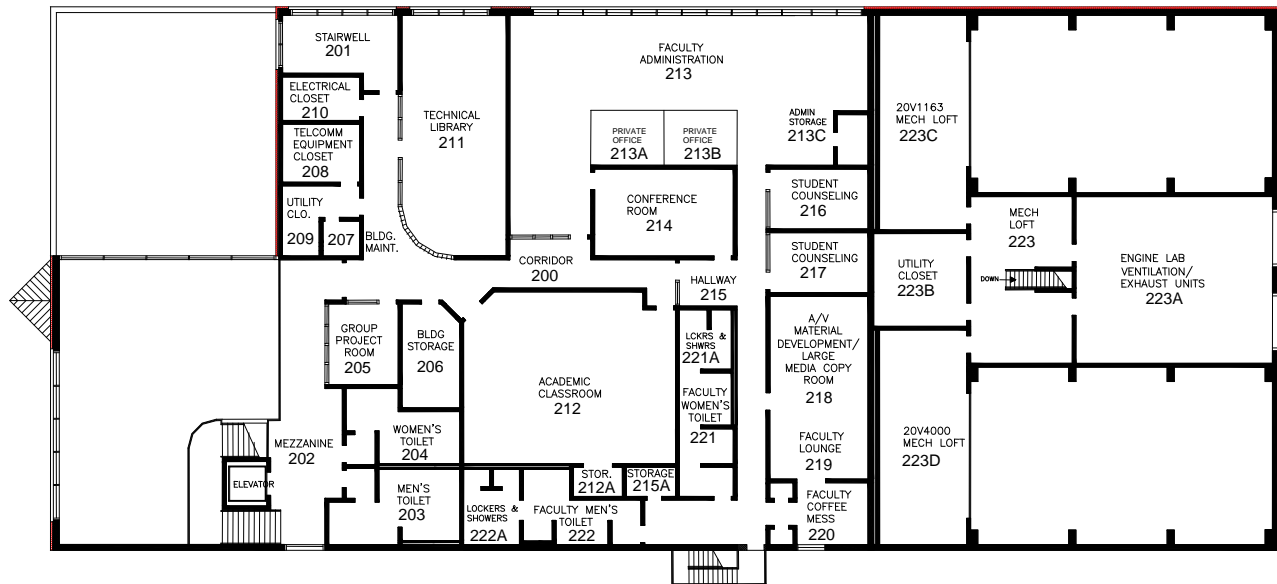 STAIRWELL
201
ELECTRICAL
CLOSET
210
TELCOMM
EQUIPMENT
CLOSET
208
UTILITY
CLO.
209
207
BLDG.
MAINT.
TECHNICAL
LIBRARY
211
FACULTY
ADMINISTRATION
213
PRIVATE
OFFICE
213A
PRIVATE
OFFICE
213B
ADMIN
STORAGE
213C
CONFERENCE
ROOM
214
STUDENT
COUNSELING
216
STUDENT
COUNSELING
217
CORRIDOR
200
HALLWAY
215
20V1163
MECH LOFT
223C
MECH
LOFT
223
UTILITY
CLOSET
223B
DOWN
ENGINE LAB
VENTILATION/
EXHAUST UNITS
223A
20V4000
MECH LOFT
223D
GROUP
PROJECT
ROOM
205
BLDG
STORAGE
206
ACADEMIC
CLASSROOM
212
LCKRS &
SHWRS
221A
FACULTY
WOMEN'S
TOILET
221
A/V
MATERIAL
DEVELOPMENT/
LARGE
MEDIA COPY
ROOM
218
FACULTY
LOUNGE
219
FACULTY
COFFEE
MESS
220
MEZZANINE
202
ELEVATOR
WOMEN'S
TOILET
204
MEN'S
TOILET
203
LOCKERS &
SHOWERS
222A
FACULTY MEN'S
TOILET
222
STOR.
212A
STORAGE
215A